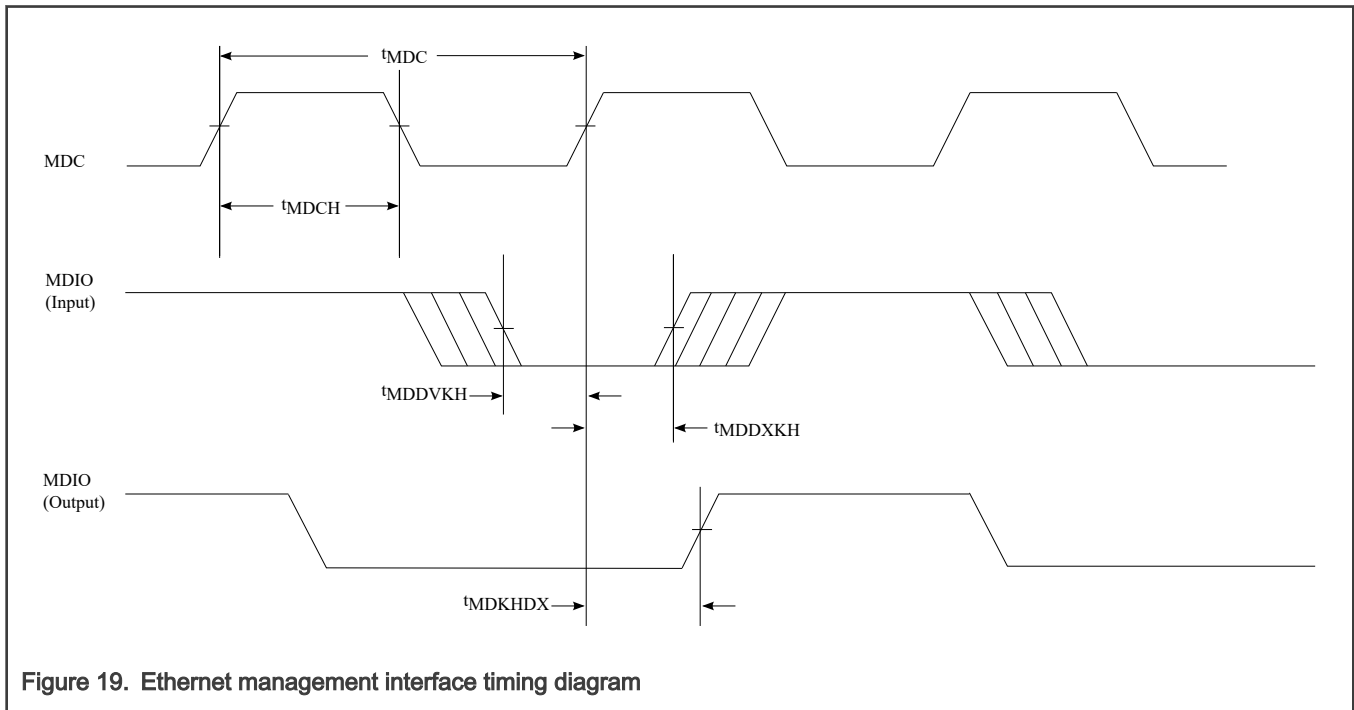 tMDC
MDC
tMDCH
MDIO
(Input)
tMDDVKH
tMDDXKH
MDIO
(Output)
tMDKHDX
Figure 19. Ethernet management interface timing diagram